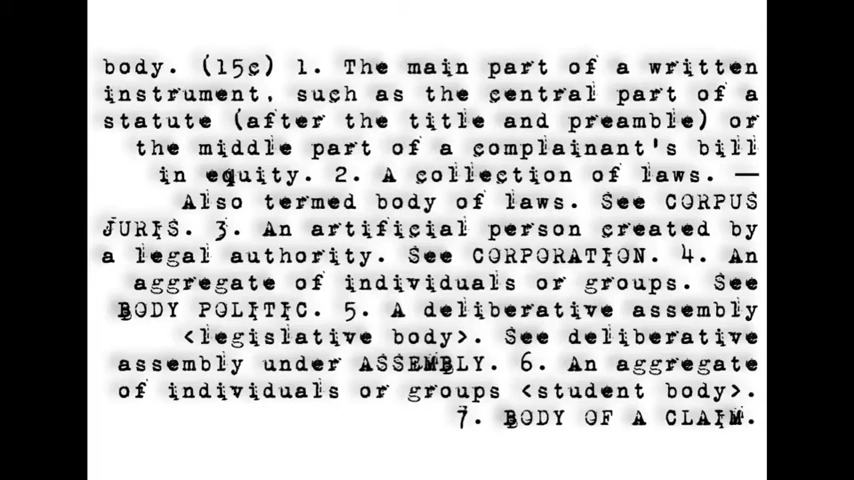 body. (15c) 1. The main part of a written
instrument, such as the central part of a
statute (after the title and preamble) or
the middle part of a complainant's bill
in equity. 2. A collection of laws. —
Also termed body of laws. See CORPUS
JURIS. 3. An artificial person created by
a legal authority. See CORPORATION. 4. An
aggregate of individuals or groups. See
BODY POLITIC. 5. A deliberative assembly
<legislative body>. See deliberative
assembly under ASSEMBLY. 6. An aggregate
of individuals or groups <student body>.
7. BODY OF A CLAIM.